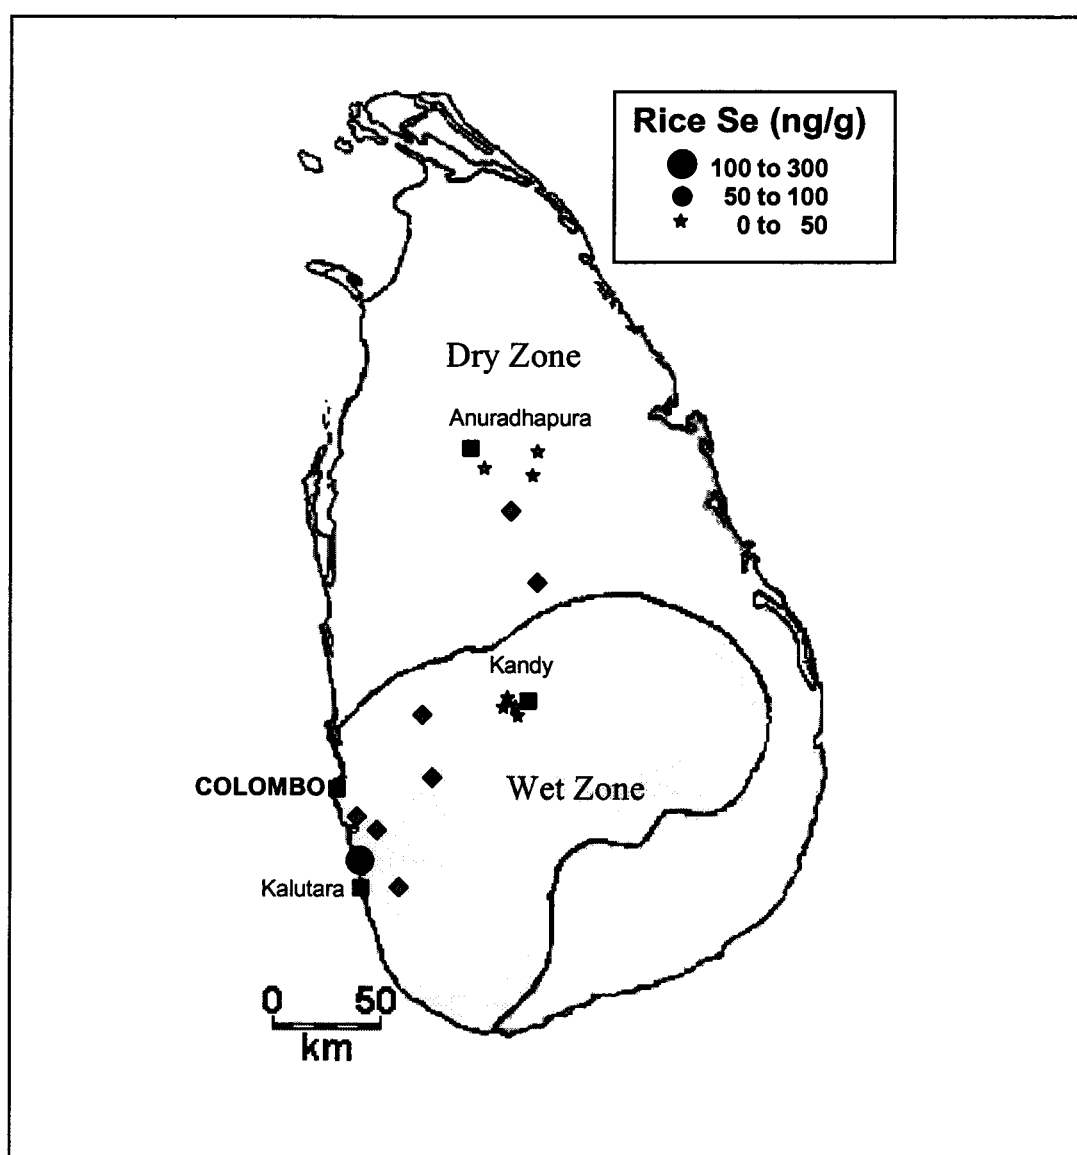 Rice Se (ng/g)
100 to 300
50 to 100
0 to 50
Dry Zone
Anuradhapura
Kandy
COLOMBO
Wet Zone
Kalutara
0 50
km